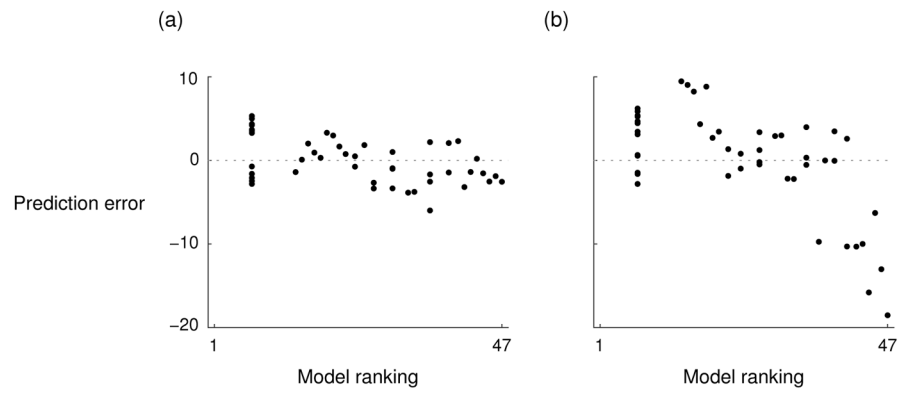 (a)
(b)
10
0
−10
−20
Prediction error
1
47
1
47
Model ranking
Model ranking